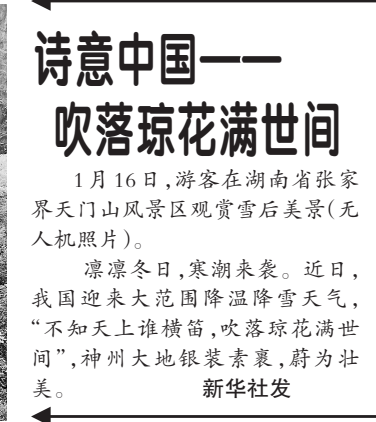 诗意中国——
吹落琼花满世间
1月16日,游客在湖南省张家
界天门山风景区观赏雪后美景(无
人机照片)。
凛凛冬日,寒潮来袭。近日,
我国迎来大范围降温降雪天气,
“不知天上谁横笛,吹落琼花满世
间”,神州大地银装素裹,蔚为壮
美。 新华社发